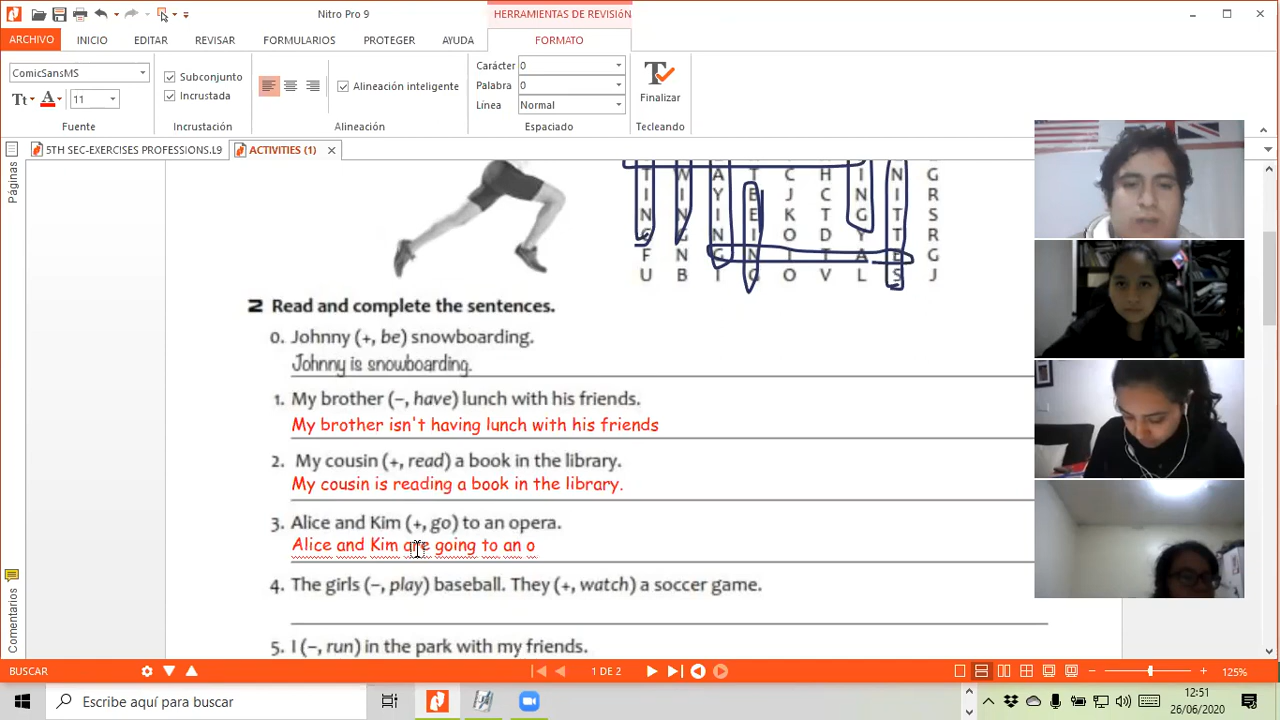 Nitro Pro 9
HERRAMIENTAS DE REVISIÓN
ARCHIVO INICIO EDITAR REVISAR FORMULARIOS PROTEGER AYUDA FORMATO
ComicSansMS
Subconjunto
Incrustada
Tt A 11
Alineación inteligente
Carácter 0
Palabra 0
Línea Normal
Finalizar
Fuente Incrustación Alineación Espaciado Tecleando
5TH SEC-EXERCISES PROFESSIONS.L9 ACTIVITIES (1)
Páginas
T W A T C H I N G
I I Y B J C N I R
N N I E K T G T S
G G N I O D Y T R
F N G N I T A E G
U B I G O V L S J
2 Read and complete the sentences.
0. Johnny (+, be) snowboarding.
Johnny is snowboarding.
1. My brother (–, have) lunch with his friends.
My brother isn't having lunch with his friends
2. My cousin (+, read) a book in the library.
My cousin is reading a book in the library.
3. Alice and Kim (+, go) to an opera.
Alice and Kim are going to an o
4. The girls (–, play) baseball. They (+, watch) a soccer game.
5. I (–, run) in the park with my friends.
Comentarios
BUSCAR
1 DE 2
125%
Escribe aquí para buscar
12:51
26/06/2020